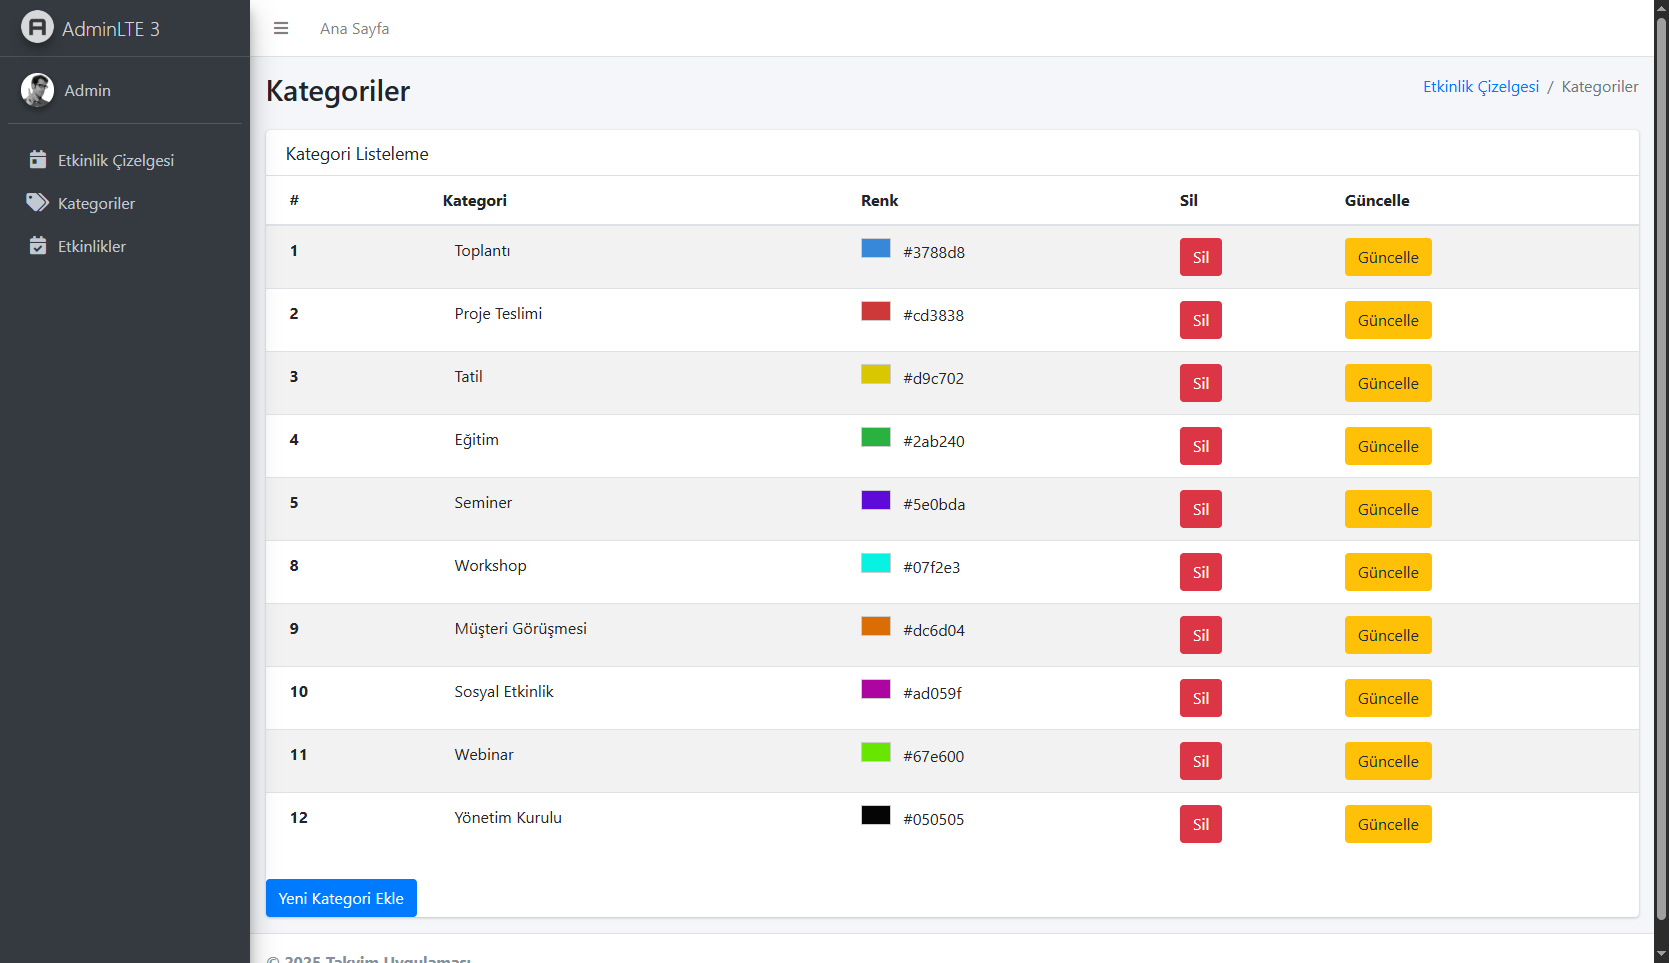 AdminLTE 3
Ana Sayfa
Admin
Etkinlik Çizelgesi
Kategoriler
Etkinlikler
Kategoriler
Etkinlik Çizelgesi / Kategoriler
Kategori Listeleme
# Kategori Renk Sil Güncelle
1 Toplantı #3788d8 Sil Güncelle
2 Proje Teslimi #cd3838 Sil Güncelle
3 Tatil #d9c702 Sil Güncelle
4 Eğitim #2ab240 Sil Güncelle
5 Seminer #5e0bda Sil Güncelle
8 Workshop #07f2e3 Sil Güncelle
9 Müşteri Görüşmesi #dc6d04 Sil Güncelle
10 Sosyal Etkinlik #ad059f Sil Güncelle
11 Webinar #67e600 Sil Güncelle
12 Yönetim Kurulu #050505 Sil Güncelle
Yeni Kategori Ekle
© 2025 Takvim Uygulaması